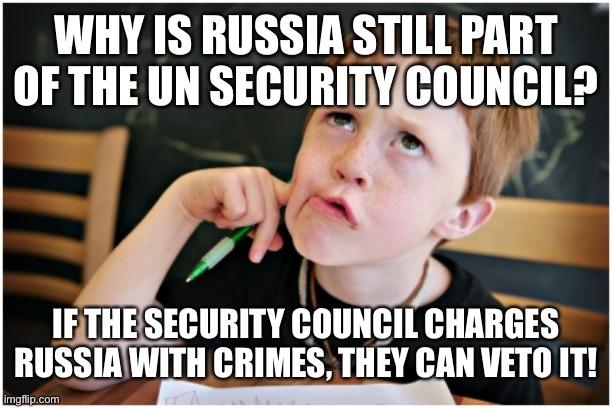 WHY IS RUSSIA STILL PART
OF THE UN SECURITY COUNCIL?
IF THE SECURITY COUNCIL CHARGES
RUSSIA WITH CRIMES, THEY CAN VETO IT!
imgflip.com